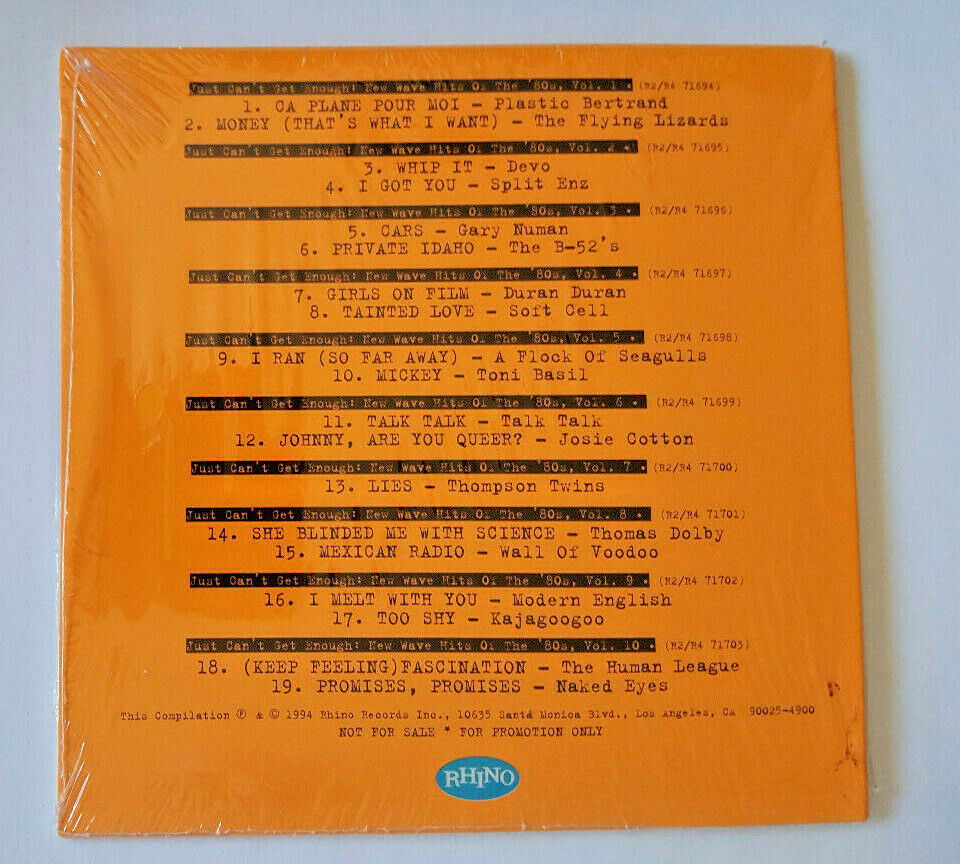 Just Can't Get Enough: New Wave Hits Of The '80s, Vol. 1 • (R2/R4 71694)
1. CA PLANE POUR MOI – Plastic Bertrand
2. MONEY (THAT'S WHAT I WANT) – The Flying Lizards
Just Can't Get Enough: New Wave Hits Of The '80s, Vol. 2 • (R2/R4 71695)
3. WHIP IT – Devo
4. I GOT YOU – Split Enz
Just Can't Get Enough: New Wave Hits Of The '80s, Vol. 3 • (R2/R4 71696)
5. CARS – Gary Numan
6. PRIVATE IDAHO – The B-52's
Just Can't Get Enough: New Wave Hits Of The '80s, Vol. 4 • (R2/R4 71697)
7. GIRLS ON FILM – Duran Duran
8. TAINTED LOVE – Soft Cell
Just Can't Get Enough: New Wave Hits Of The '80s, Vol. 5 • (R2/R4 71698)
9. I RAN (SO FAR AWAY) – A Flock Of Seagulls
10. MICKEY – Toni Basil
Just Can't Get Enough: New Wave Hits Of The '80s, Vol. 6 • (R2/R4 71699)
11. TALK TALK – Talk Talk
12. JOHNNY, ARE YOU QUEER? – Josie Cotton
Just Can't Get Enough: New Wave Hits Of The '80s, Vol. 7 • (R2/R4 71700)
13. LIES – Thompson Twins
Just Can't Get Enough: New Wave Hits Of The '80s, Vol. 8 • (R2/R4 71701)
14. SHE BLINDED ME WITH SCIENCE – Thomas Dolby
15. MEXICAN RADIO – Wall Of Voodoo
Just Can't Get Enough: New Wave Hits Of The '80s, Vol. 9 • (R2/R4 71702)
16. I MELT WITH YOU – Modern English
17. TOO SHY – Kajagoogoo
Just Can't Get Enough: New Wave Hits Of The '80s, Vol. 10 • (R2/R4 71703)
18. (KEEP FEELING)FASCINATION – The Human League
19. PROMISES, PROMISES – Naked Eyes
This Compilation ℗ & © 1994 Rhino Records Inc., 10635 Santa Monica Blvd., Los Angeles, CA 90025-4900
NOT FOR SALE * FOR PROMOTION ONLY
RHINO